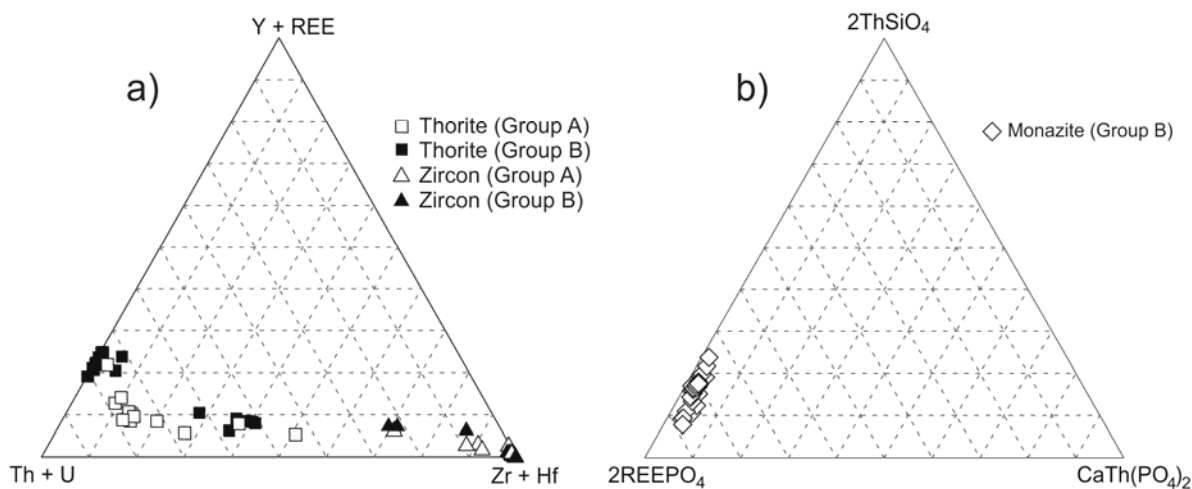 Y + REE
a)
Thorite (Group A)
Thorite (Group B)
Zircon (Group A)
Zircon (Group B)
Th + U
Zr + Hf
2ThSiO₄
b)
Monazite (Group B)
2REEPO₄
CaTh(PO₄)₂